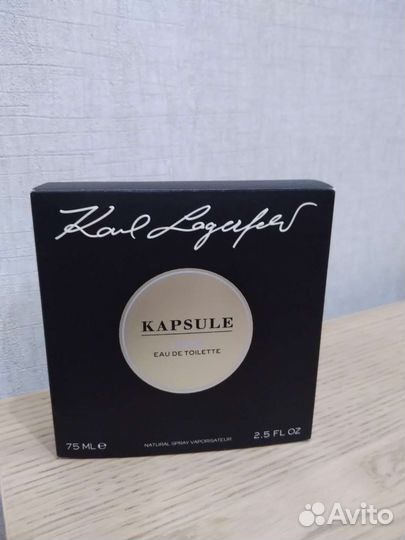 Karl Lagerfeld
KAPSULE
EAU DE TOILETTE
75 ML ℮
NATURAL SPRAY VAPORISATEUR
2.5 FL OZ
Avito